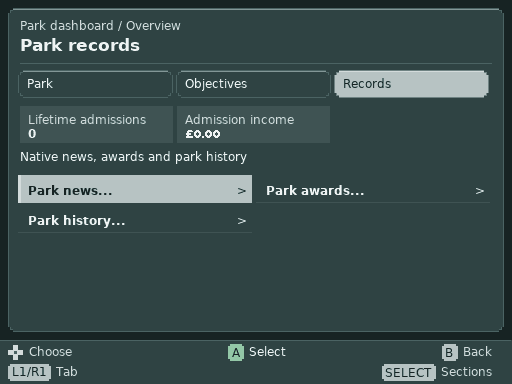 Park dashboard / Overview
Park records
Park Objectives Records
Lifetime admissions Admission income
0 £0.00
Native news, awards and park history
Park news... > Park awards... >
Park history... >
Choose A Select B Back
L1/R1 Tab SELECT Sections